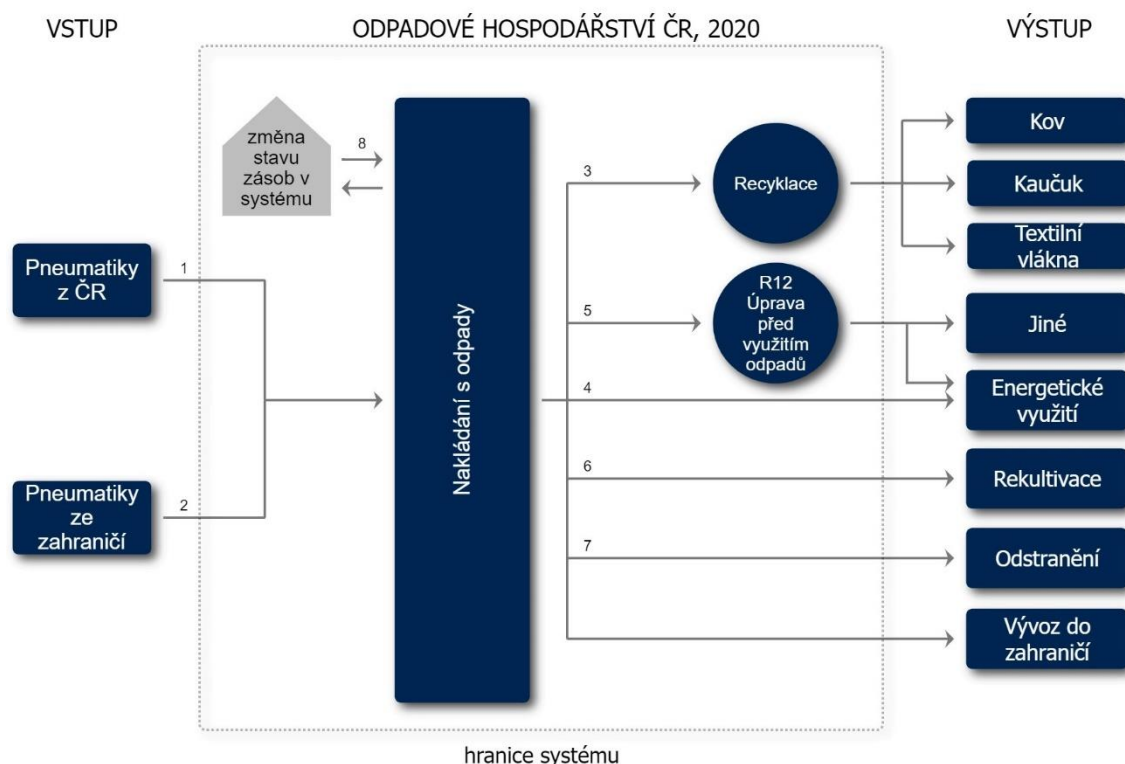 VSTUP
ODPADOVÉ HOSPODÁŘSTVÍ ČR, 2020
VÝSTUP
změna
stavu
zásob v
systému
8
Pneumatiky
z ČR
1
Pneumatiky
ze
zahraničí
2
Nakládání s odpady
3
Recyklace
5
R12
Úprava
před
využitím
odpadů
4
6
7
Kov
Kaučuk
Textilní
vlákna
Jiné
Energetické
využití
Rekultivace
Odstranění
Vývoz do
zahraničí
hranice systému